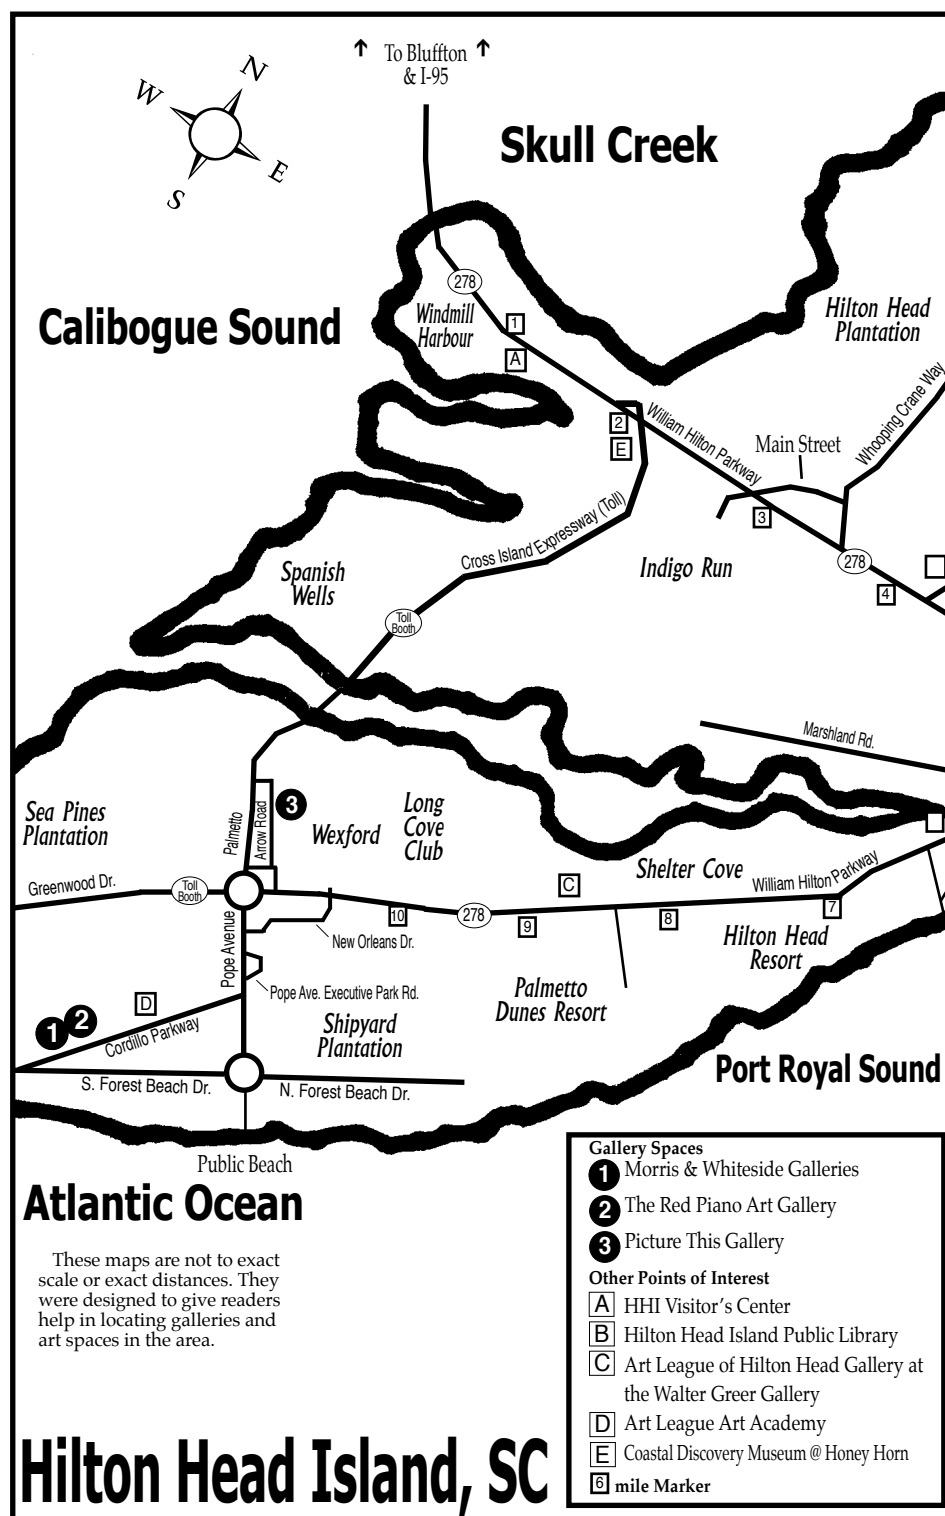 To Bluffton
& I-95
N
W
E
S
Skull Creek
278
Windmill
Harbour
Calibogue Sound
1
A
Hilton Head
Plantation
Whooping Crane Way
2
E
William Hilton Parkway
Main Street
3
Cross Island Expressway (Toll)
Indigo Run
278
4
Spanish
Wells
Toll
Booth
Marshland Rd.
Sea Pines
Plantation
Palmetto
Arrow Road
3
Wexford
Long
Cove
Club
Shelter Cove
William Hilton Parkway
Greenwood Dr.
Toll
Booth
C
10
278
9
8
7
New Orleans Dr.
Pope Avenue
Hilton Head
Resort
Pope Ave. Executive Park Rd.
Palmetto
Dunes Resort
D
1
2
Cordillo Parkway
Shipyard
Plantation
Port Royal Sound
S. Forest Beach Dr.
N. Forest Beach Dr.
Public Beach
Atlantic Ocean
These maps are not to exact
scale or exact distances. They
were designed to give readers
help in locating galleries and
art spaces in the area.
Gallery Spaces
1 Morris & Whiteside Galleries
2 The Red Piano Art Gallery
3 Picture This Gallery
Other Points of Interest
A HHI Visitor's Center
B Hilton Head Island Public Library
C Art League of Hilton Head Gallery at
the Walter Greer Gallery
D Art League Art Academy
E Coastal Discovery Museum @ Honey Horn
6 mile Marker
Hilton Head Island, SC